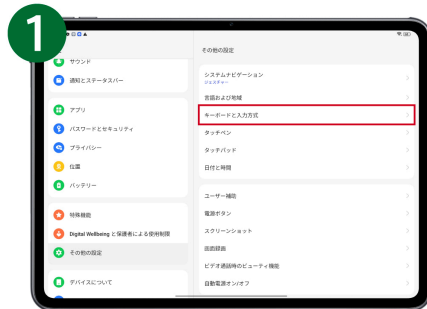 1
サウンド
通知とステータスバー
アプリ
パスワードとセキュリティ
プライバシー
位置
バッテリー
特殊機能
Digital Wellbeing と保護者による使用制限
その他の設定
デバイスについて
その他の設定
システムナビゲーション
ジェスチャー
言語および地域
キーボードと入力方式
タッチペン
タッチパッド
日付と時間
ユーザー補助
電源ボタン
スクリーンショット
画面録画
ビデオ通話時のビューティ機能
自動電源オン/オフ